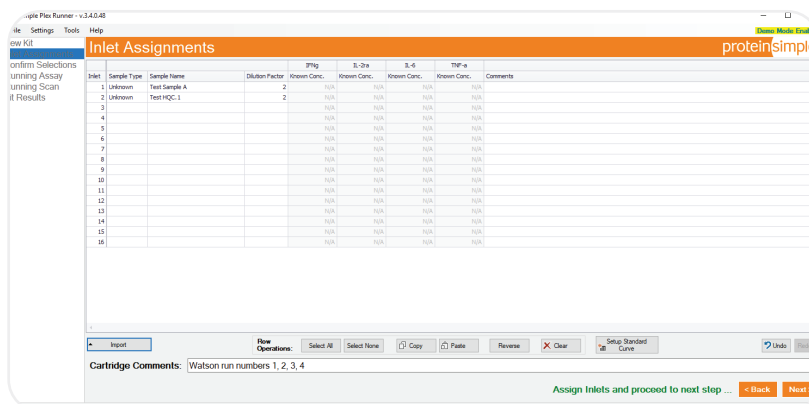 mple Plex Runner - v.3.4.0.48
ile Settings Tools Help
Demo Mode Enab
ew Kit
onfirm Selections
unning Assay
unning Scan
it Results
Inlet Assignments
proteinsimple
IFNg IL-2ra IL-6 TNF-a
Inlet Sample Type Sample Name Dilution Factor Known Conc. Known Conc. Known Conc. Known Conc. Comments
1 Unknown Test Sample A 2 N/A N/A N/A N/A
2 Unknown Test HQC.1 2 N/A N/A N/A N/A
3 N/A N/A N/A N/A
4 N/A N/A N/A N/A
5 N/A N/A N/A N/A
6 N/A N/A N/A N/A
7 N/A N/A N/A N/A
8 N/A N/A N/A N/A
9 N/A N/A N/A N/A
10 N/A N/A N/A N/A
11 N/A N/A N/A N/A
12 N/A N/A N/A N/A
13 N/A N/A N/A N/A
14 N/A N/A N/A N/A
15 N/A N/A N/A N/A
16 N/A N/A N/A N/A
Import
Row
Operations:
Select All Select None Copy Paste Reverse Clear
Setup Standard
Curve
Undo
Cartridge Comments: Watson run numbers 1, 2, 3, 4
Assign Inlets and proceed to next step ... < Back Next